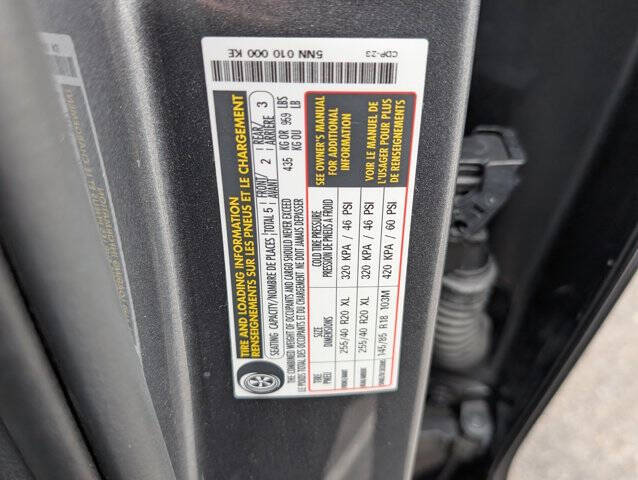 TIRE AND LOADING INFORMATION
RENSEIGNEMENTS SUR LES PNEUS ET LE CHARGEMENT
SEATING CAPACITY/NOMBRE DE PLACES TOTAL 5 FRONT/AVANT 2 REAR/ARRIÈRE 3
THE COMBINED WEIGHT OF OCCUPANTS AND CARGO SHOULD NEVER EXCEED 435 KG OR 959 LBS
LE POIDS TOTAL DES OCCUPANTS ET DU CHARGEMENT NE DOIT JAMAIS DÉPASSER KG OU LB
TIRE PNEU SIZE DIMENSIONS COLD TIRE PRESSURE PRESSION DE PNEUS À FROID
255/40 R20 XL 320 KPA / 46 PSI
255/40 R20 XL 320 KPA / 46 PSI
145/85 R18 103M 420 KPA / 60 PSI
SEE OWNER'S MANUAL
FOR ADDITIONAL
INFORMATION
VOIR LE MANUEL DE
L'USAGER POUR PLUS
DE RENSEIGNEMENTS
5NN 010 000 KE
CDP-Z3